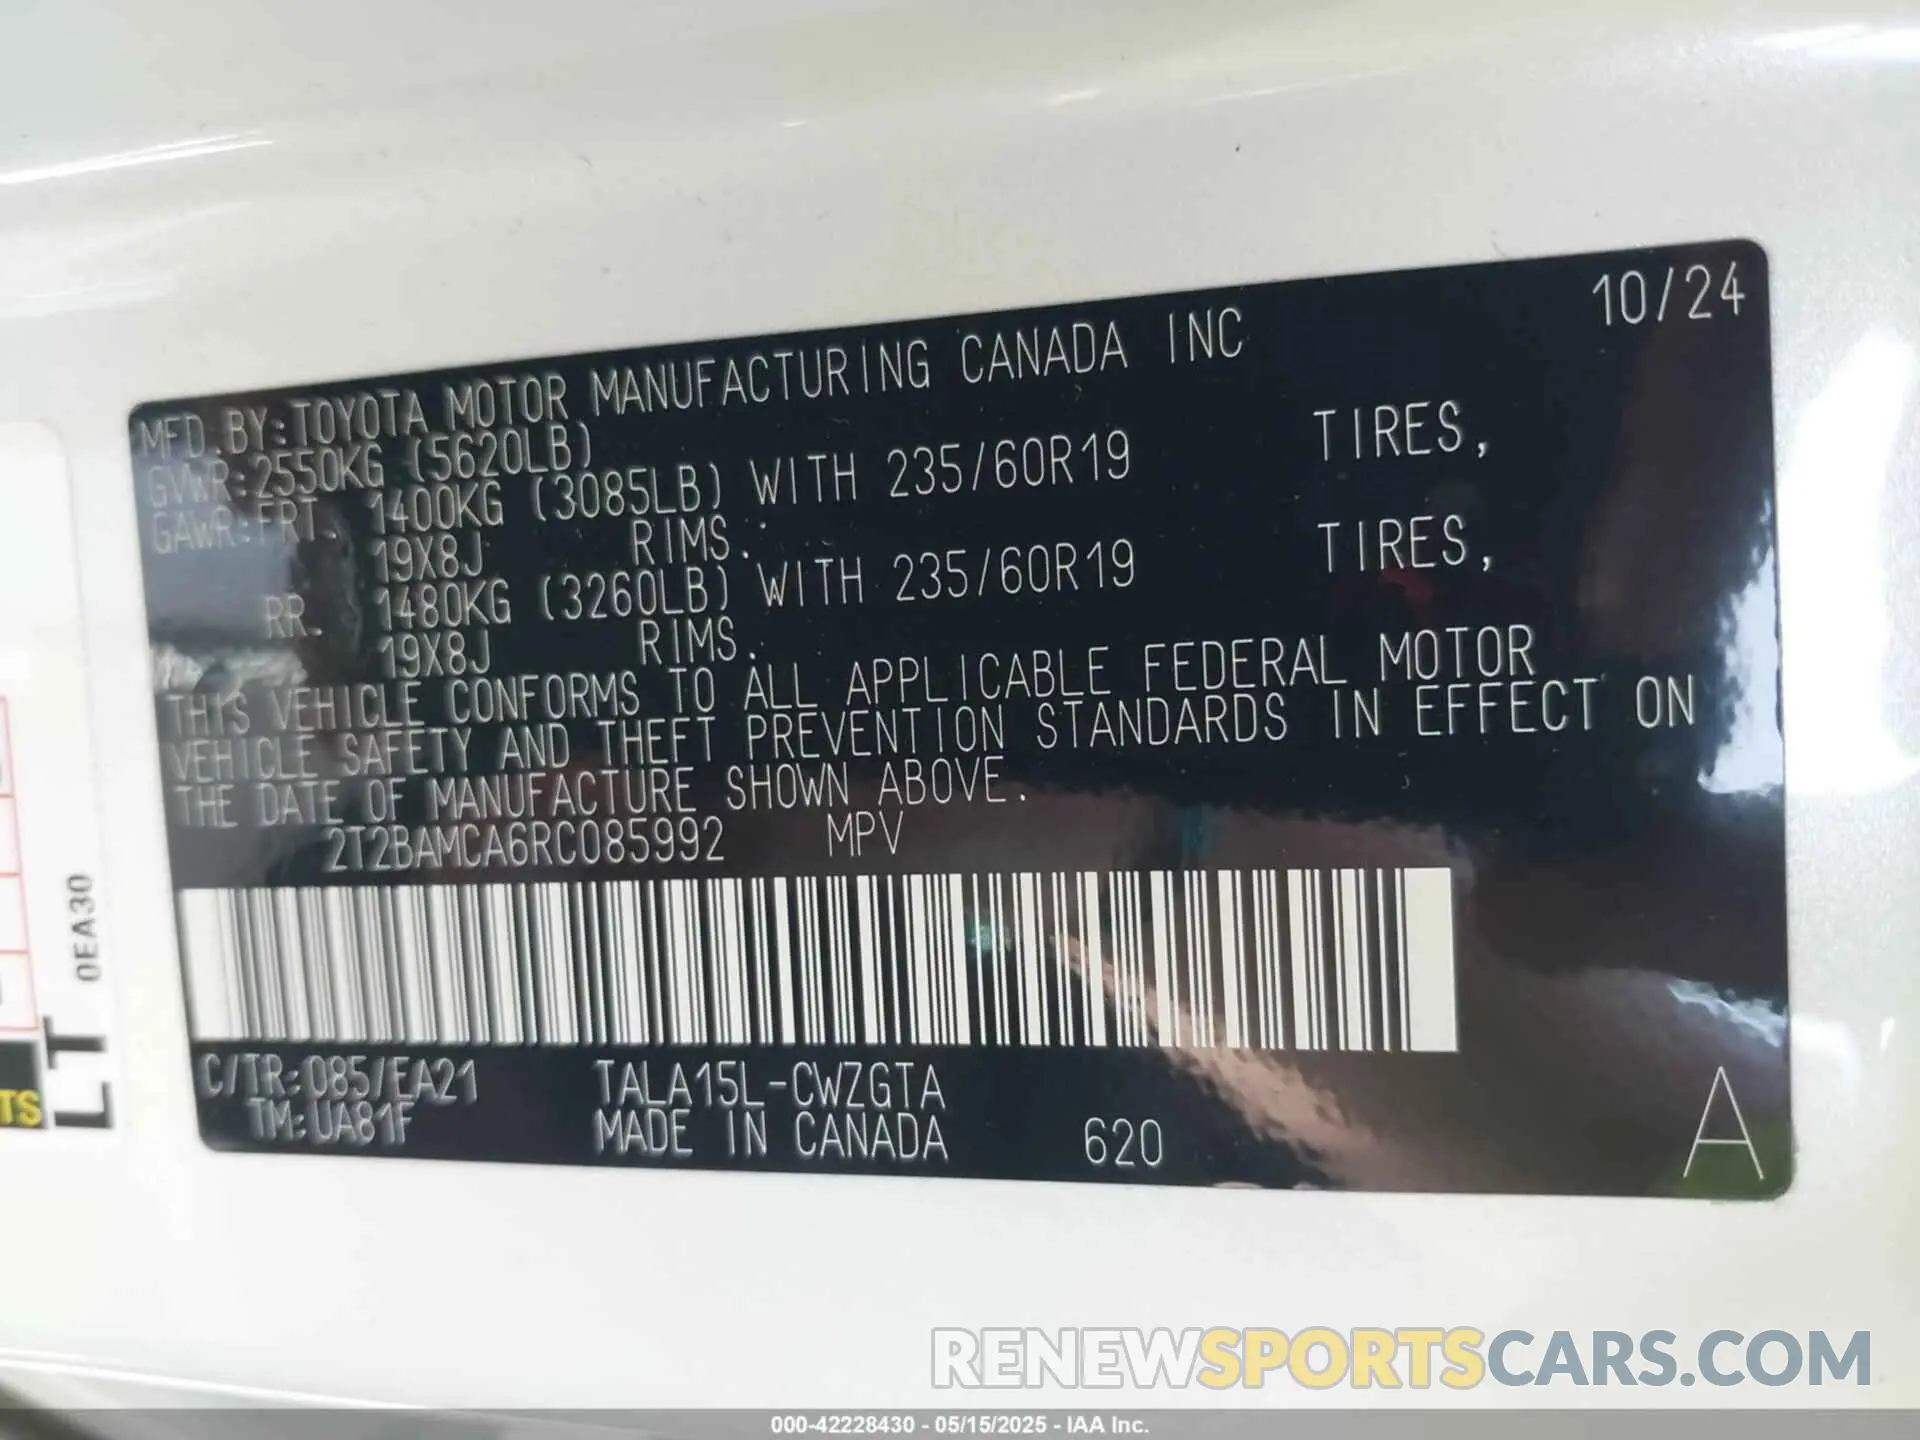 10/24
MFD.BY:TOYOTA MOTOR MANUFACTURING CANADA INC
GVWR:2550KG (5620LB)
GAWR:FRT. 1400KG (3085LB) WITH 235/60R19 TIRES,
19X8J RIMS.
RR. 1480KG (3260LB) WITH 235/60R19 TIRES,
19X8J RIMS.
THIS VEHICLE CONFORMS TO ALL APPLICABLE FEDERAL MOTOR
VEHICLE SAFETY AND THEFT PREVENTION STANDARDS IN EFFECT ON
THE DATE OF MANUFACTURE SHOWN ABOVE.
2T2BAMCA6RC085992 MPV
C/TR:085/EA21 TALA15L-CWZGTA
TM:UA81F MADE IN CANADA 620
A
0EA30
LT
TS
RENEWSPORTSCARS.COM
000-42228430 - 05/15/2025 - IAA Inc.